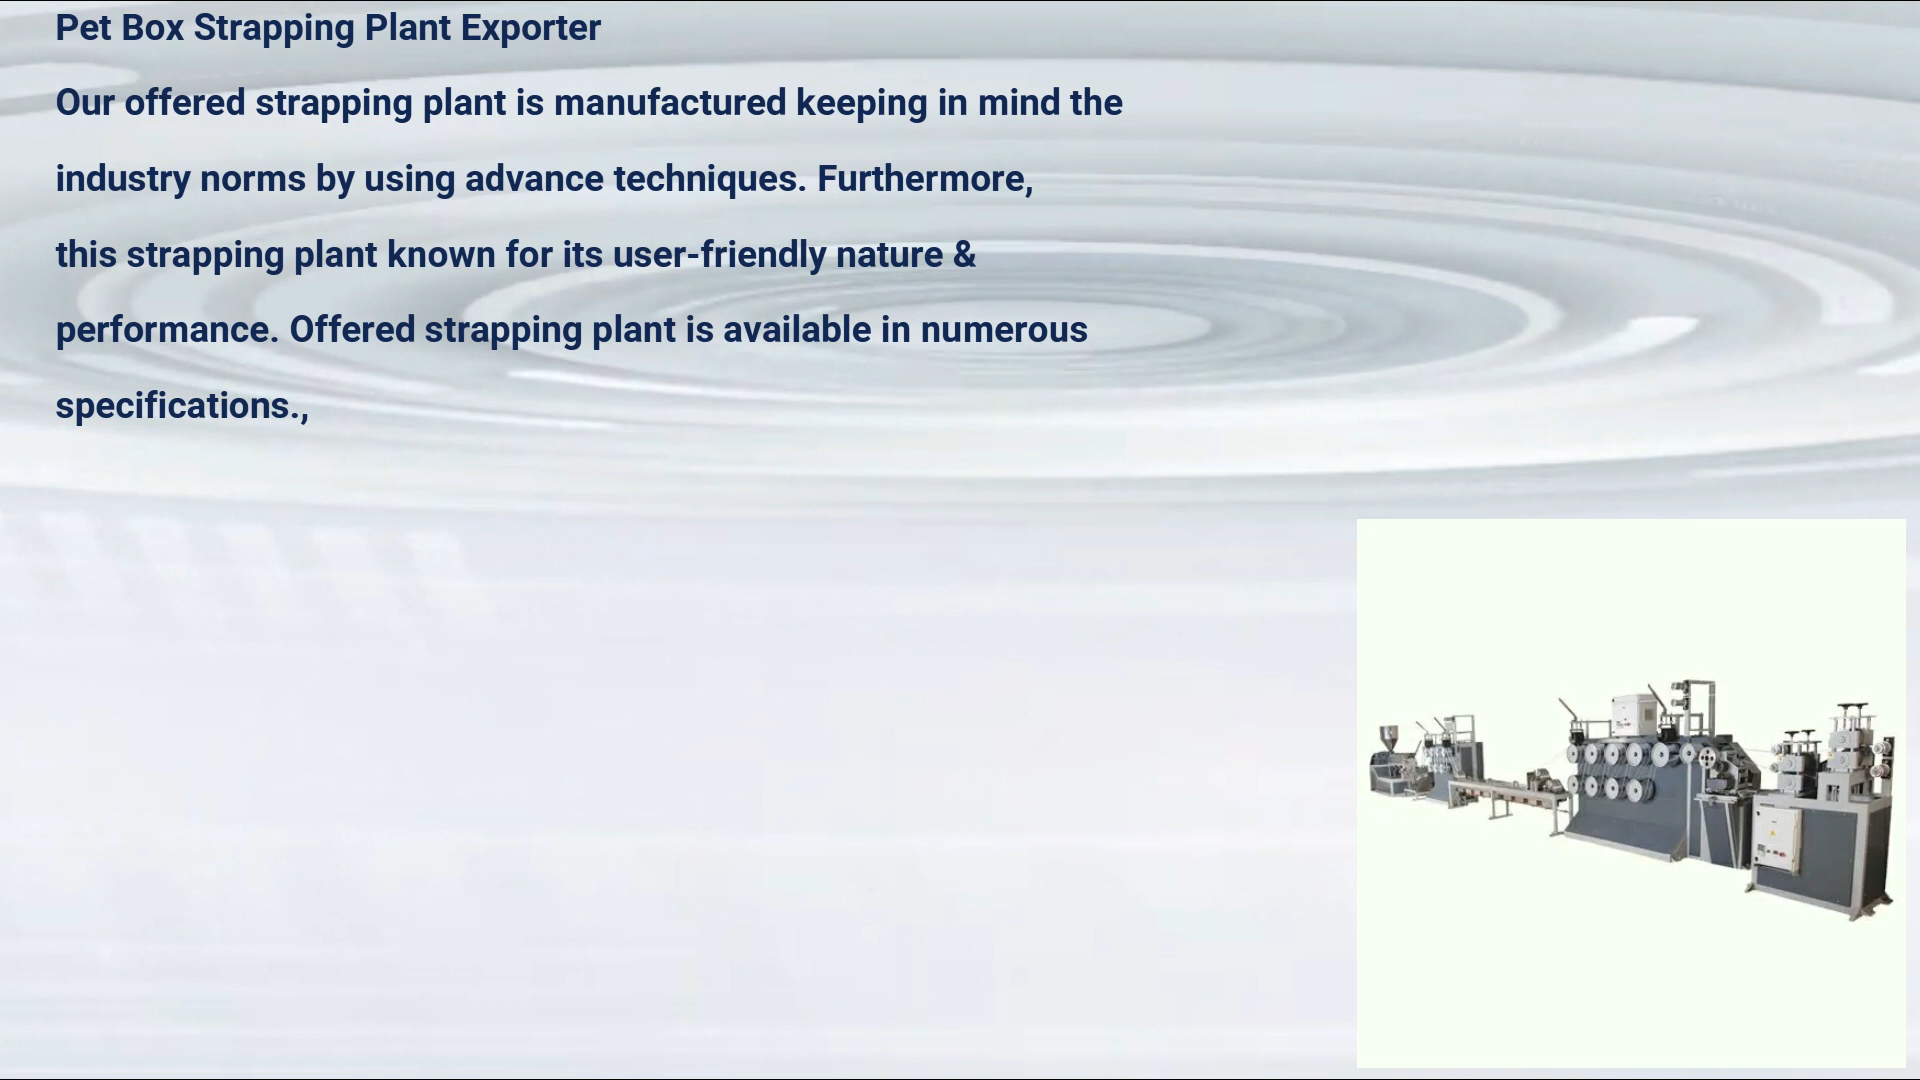 Pet Box Strapping Plant Exporter
Our offered strapping plant is manufactured keeping in mind the
industry norms by using advance techniques. Furthermore,
this strapping plant known for its user-friendly nature &
performance. Offered strapping plant is available in numerous
specifications.,